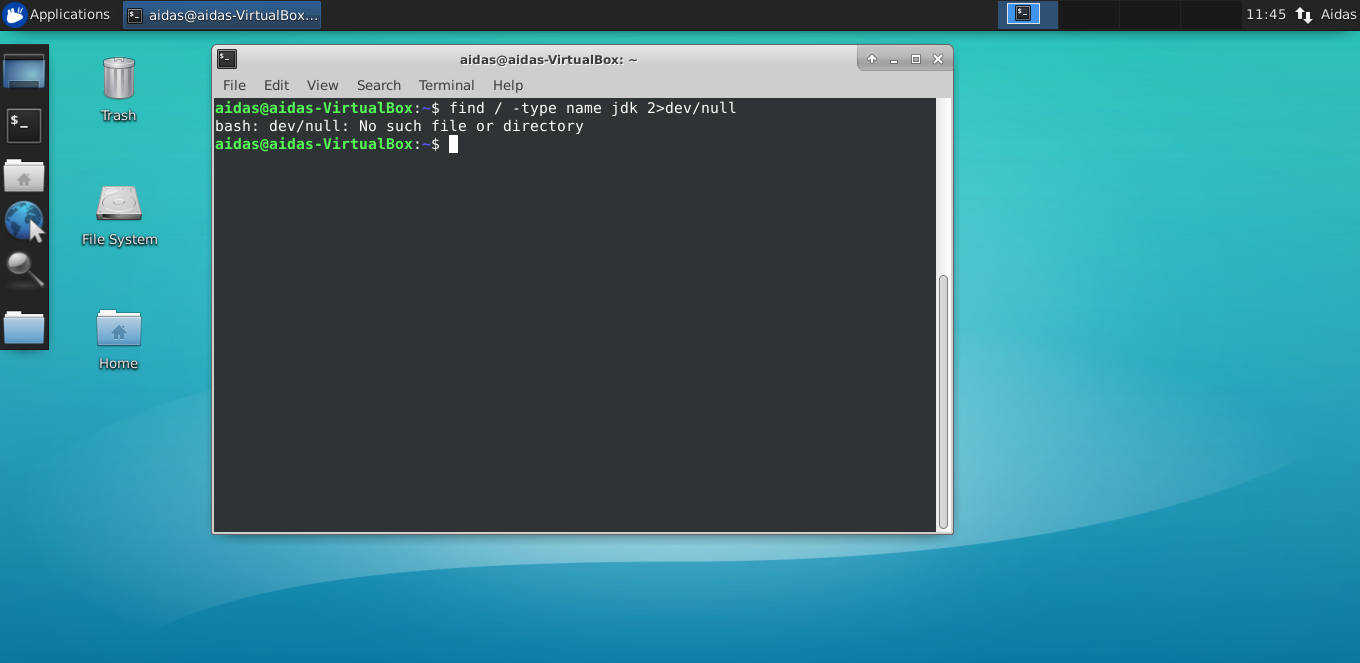 Applications
aidas@aidas-VirtualBox...
11:45
Aidas
Trash
File System
Home
aidas@aidas-VirtualBox: ~
File Edit View Search Terminal Help
aidas@aidas-VirtualBox:~$ find / -type name jdk 2>dev/null
bash: dev/null: No such file or directory
aidas@aidas-VirtualBox:~$